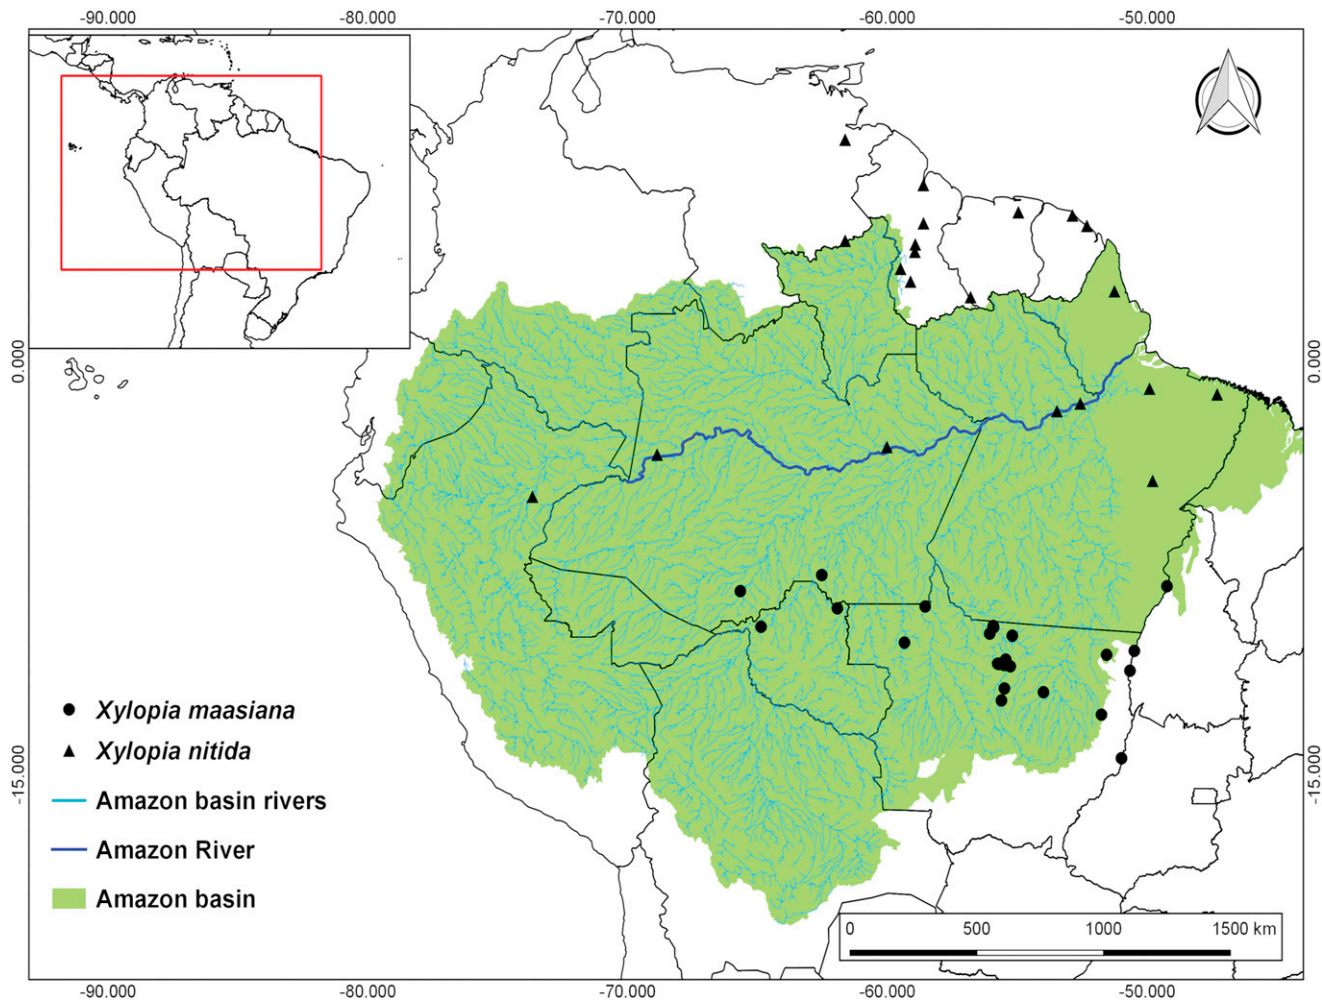 -90.000 -80.000 -70.000 -60.000 -50.000
0.000 0.000
-15.000 -15.000
Xylopia maasiana
Xylopia nitida
Amazon basin rivers
Amazon River
Amazon basin
0 500 1000 1500 km
-90.000 -80.000 -70.000 -60.000 -50.000